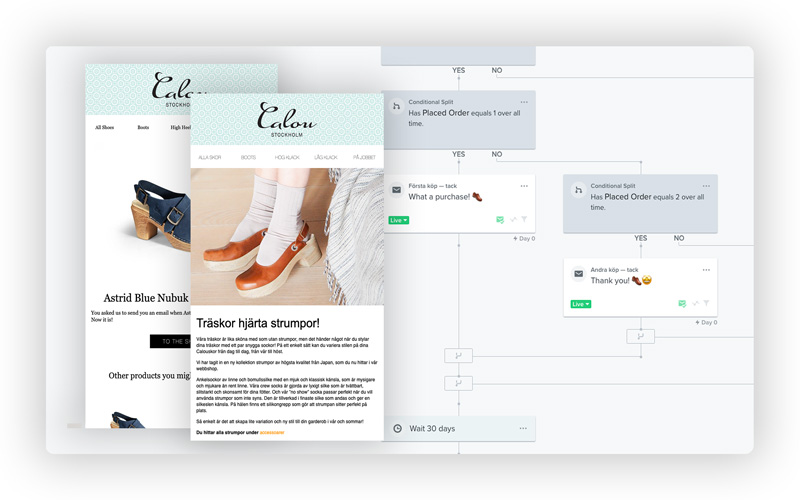 Calou
All Shoes Boots High Heel
Astrid Blue Nubuk
You asked us to send you an email when Ast
Now it is!
TO THE SH
Other products you mig
Calou
STOCKHOLM
ALLA SKOR BOOTS HÖG KLACK LÅG KLACK PÅ JOBBET
Träskor hjärta strumpor!
Våra träskor är lika sköna med som utan strumpor, men det händer något när du stylar
dina träskor med ett par snygga sockor! På ett enkelt sätt kan du variera stilen på dina
Calouskor från dag till dag, från vår till höst.
Vi har lagt in en ny kollektion strumpor av högsta kvalitet från Japan, som du nu hittar i vår
webbshop.
Ankelsockor av linne och bomullssilke med en mjuk och klassisk känsla, som är mysigare
och mjukare än rent linne. Våra crew socks är gjorda av lyxigt silke som är tvättbart,
slitstarkt och skonsamt för dina fötter. Och vår "no show" socka passar perfekt när du vill
använda strumpor som inte syns. Den är tillverkad i finaste silke som andas och ger en
silkeslen känsla. På hälen finns ett silikongrepp som gör att strumpan sitter perfekt på
plats.
Så enkelt är det att skapa lite variation och ny stil till din garderob i vår och sommar!
Du hittar alla strumpor under accessoarer
YES NO
Conditional Split
Has Placed Order equals 1 over all
time.
YES NO
Första köp — tack
What a purchase!
Live
Day 0
Conditional Split
Has Placed Order equals 2 over all
time.
YES NO
Andra köp — tack
Thank you!
Live
Day 0
Wait 30 days